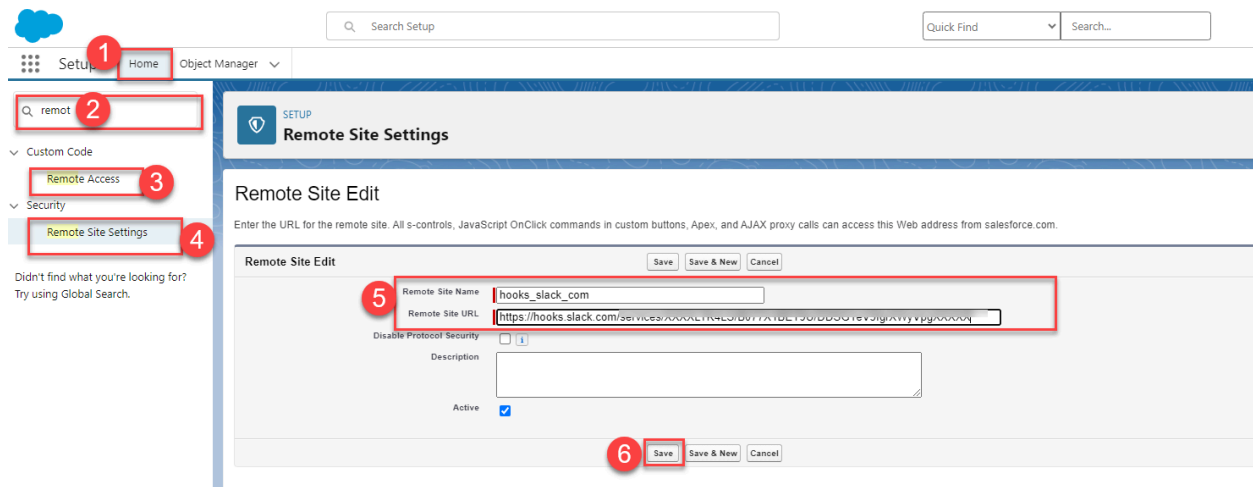 Search Setup
Quick Find
Search...
1
Setup
Home
Object Manager
remot
2
SETUP
Remote Site Settings
Custom Code
Remote Access
3
Security
Remote Site Settings
4
Didn't find what you're looking for?
Try using Global Search.
Remote Site Edit
Enter the URL for the remote site. All s-controls, JavaScript OnClick commands in custom buttons, Apex, and AJAX proxy calls can access this Web address from salesforce.com.
Remote Site Edit
Save
Save & New
Cancel
5
Remote Site Name
hooks_slack_com
Remote Site URL
https://hooks.slack.com/
Disable Protocol Security
i
Description
Active
6
Save
Save & New
Cancel